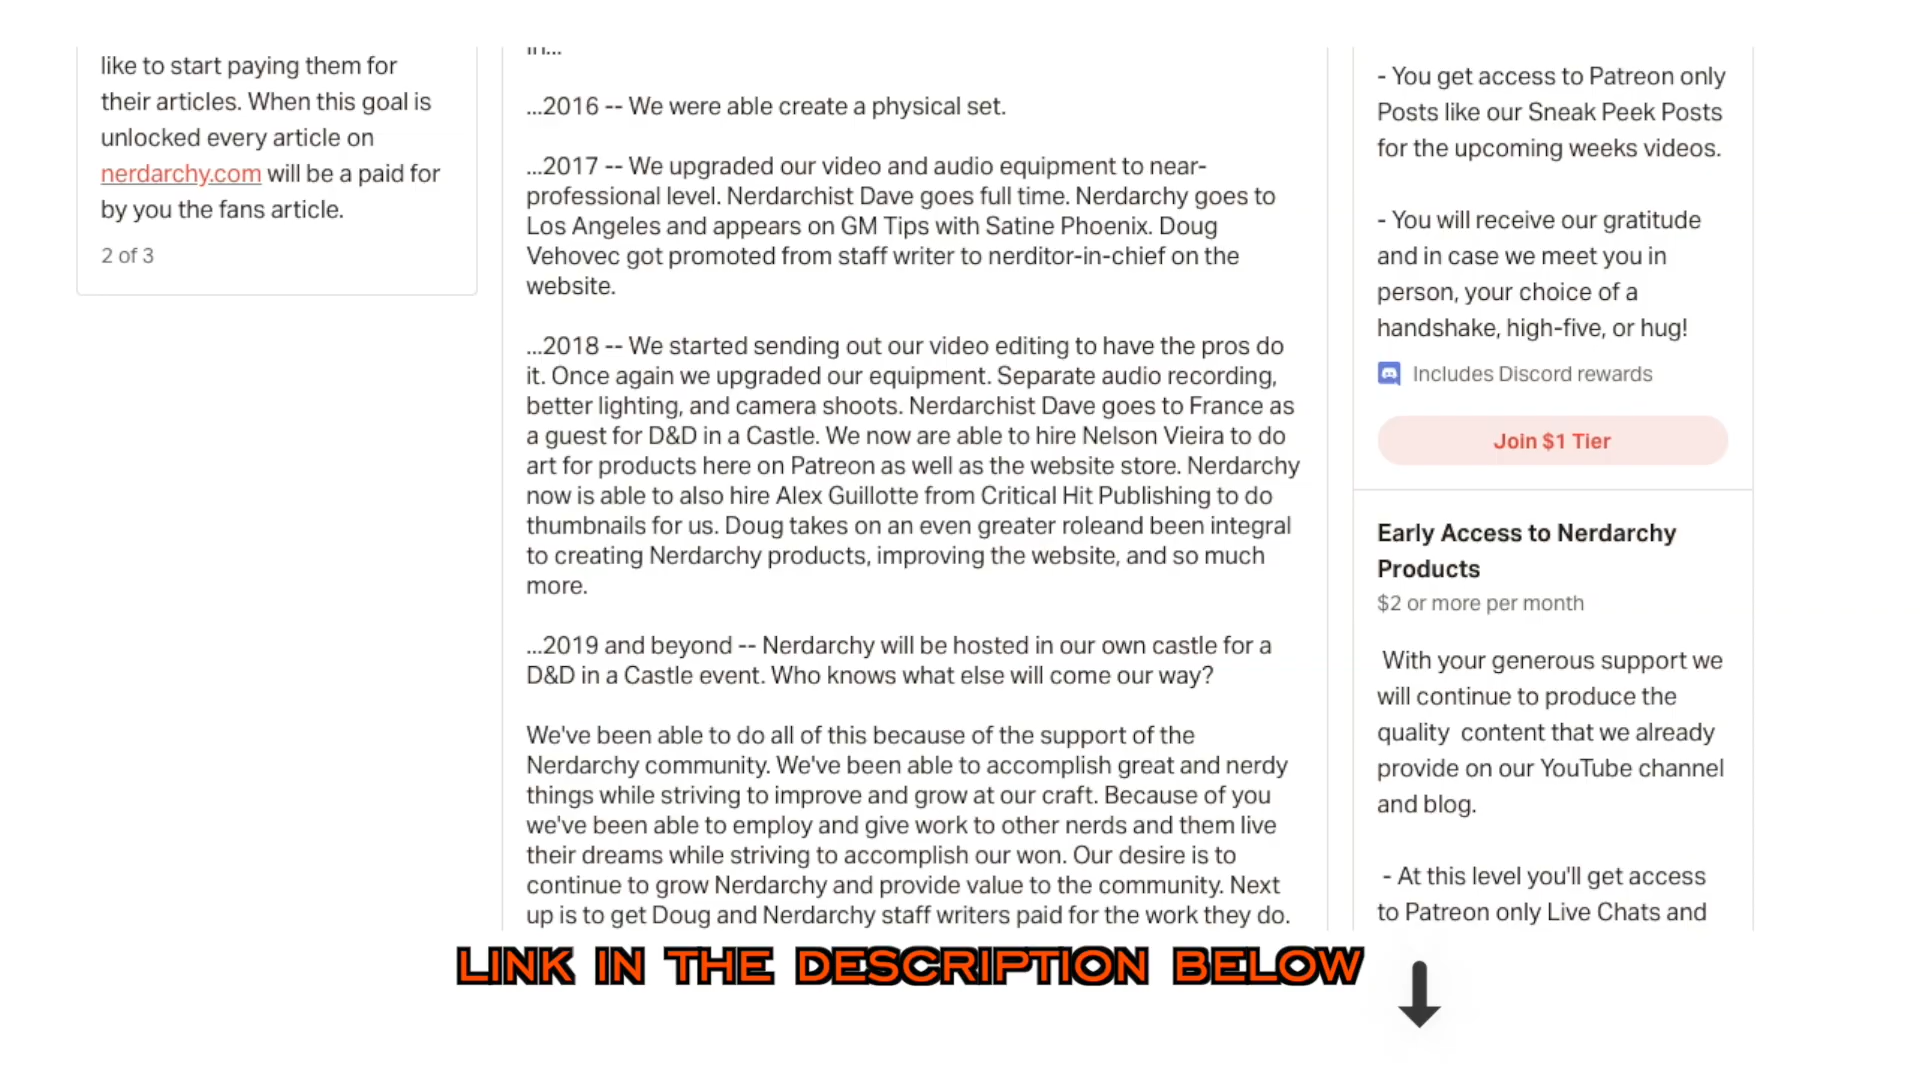 like to start paying them for
their articles. When this goal is
unlocked every article on
nerdarchy.com will be a paid for
by you the fans article.
2 of 3
in...
...2016 -- We were able create a physical set.
...2017 -- We upgraded our video and audio equipment to near-
professional level. Nerdarchist Dave goes full time. Nerdarchy goes to
Los Angeles and appears on GM Tips with Satine Phoenix. Doug
Vehovec got promoted from staff writer to nerditor-in-chief on the
website.
...2018 -- We started sending out our video editing to have the pros do
it. Once again we upgraded our equipment. Separate audio recording,
better lighting, and camera shoots. Nerdarchist Dave goes to France as
a guest for D&D in a Castle. We now are able to hire Nelson Vieira to do
art for products here on Patreon as well as the website store. Nerdarchy
now is able to also hire Alex Guillotte from Critical Hit Publishing to do
thumbnails for us. Doug takes on an even greater roleand been integral
to creating Nerdarchy products, improving the website, and so much
more.
...2019 and beyond -- Nerdarchy will be hosted in our own castle for a
D&D in a Castle event. Who knows what else will come our way?
We've been able to do all of this because of the support of the
Nerdarchy community. We've been able to accomplish great and nerdy
things while striving to improve and grow at our craft. Because of you
we've been able to employ and give work to other nerds and them live
their dreams while striving to accomplish our won. Our desire is to
continue to grow Nerdarchy and provide value to the community. Next
up is to get Doug and Nerdarchy staff writers paid for the work they do.
- You get access to Patreon only
Posts like our Sneak Peek Posts
for the upcoming weeks videos.
- You will receive our gratitude
and in case we meet you in
person, your choice of a
handshake, high-five, or hug!
Includes Discord rewards
Join $1 Tier
Early Access to Nerdarchy
Products
$2 or more per month
With your generous support we
will continue to produce the
quality content that we already
provide on our YouTube channel
and blog.
- At this level you'll get access
to Patreon only Live Chats and
LINK IN THE DESCRIPTION BELOW